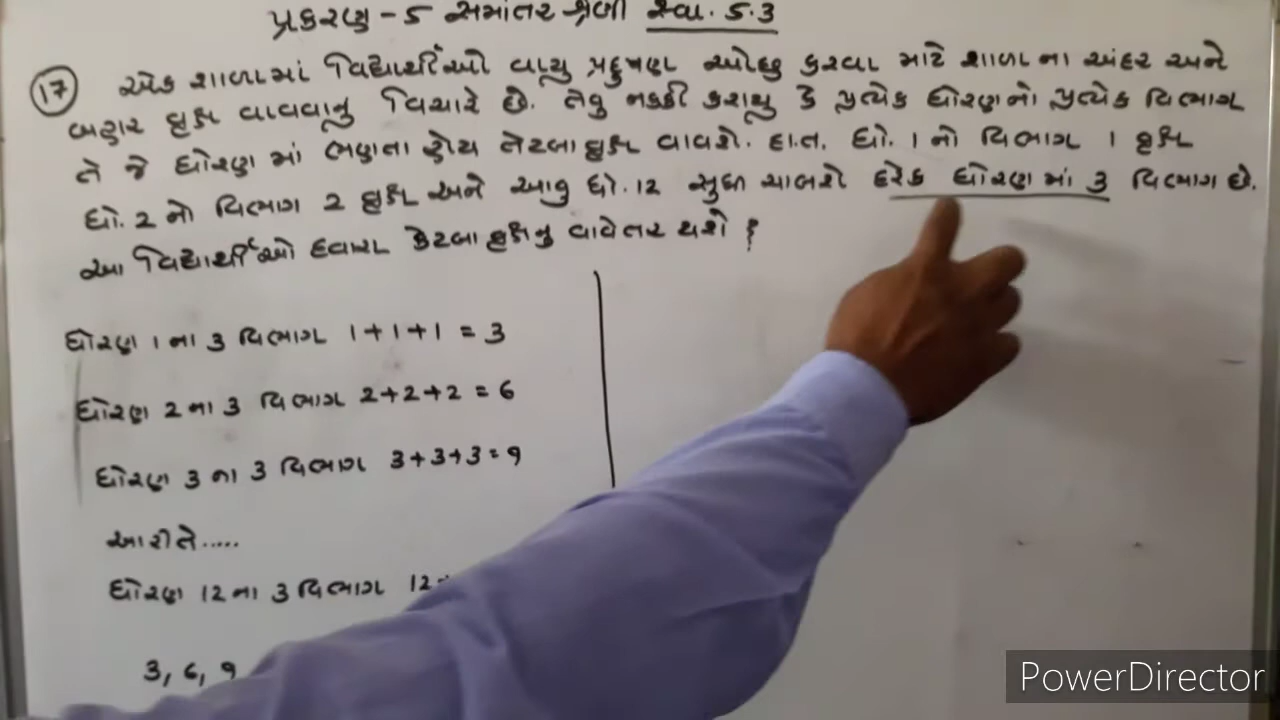 પ્રકરણ - 5 સમાંતર શ્રેણી સ્વા. 5.3
17 એક શાળામાં વિદ્યાર્થીઓ વાયુ પ્રદુષણ ઓછુ કરવા માટે શાળાના અંદર અને
બહાર વૃક્ષ વાવવાનુ વિચારે છે. તેવુ નક્કી કરાયુ કે પ્રત્યેક ધોરણનો પ્રત્યેક વિભાગ
તે જે ધોરણ માં ભણતા હોય તેટલા વૃક્ષ વાવશે. દા.ત. ધો. 1 નો વિભાગ 1 વૃક્ષ
ધો. 2 નો વિભાગ 2 વૃક્ષ અને આવુ ધો. 12 સુધી ચાલશે દરેક ધોરણ માં 3 વિભાગ છે.
આ વિદ્યાર્થીઓ દ્વારા કેટલા વૃક્ષનુ વાવેતર થશે ?
ધોરણ 1 ના 3 વિભાગ 1+1+1 = 3
ધોરણ 2 ના 3 વિભાગ 2+2+2 = 6
ધોરણ 3 ના 3 વિભાગ 3+3+3 = 9
આ રીતે.....
ધોરણ 12 ના 3 વિભાગ 12
3, 6, 9
PowerDirector